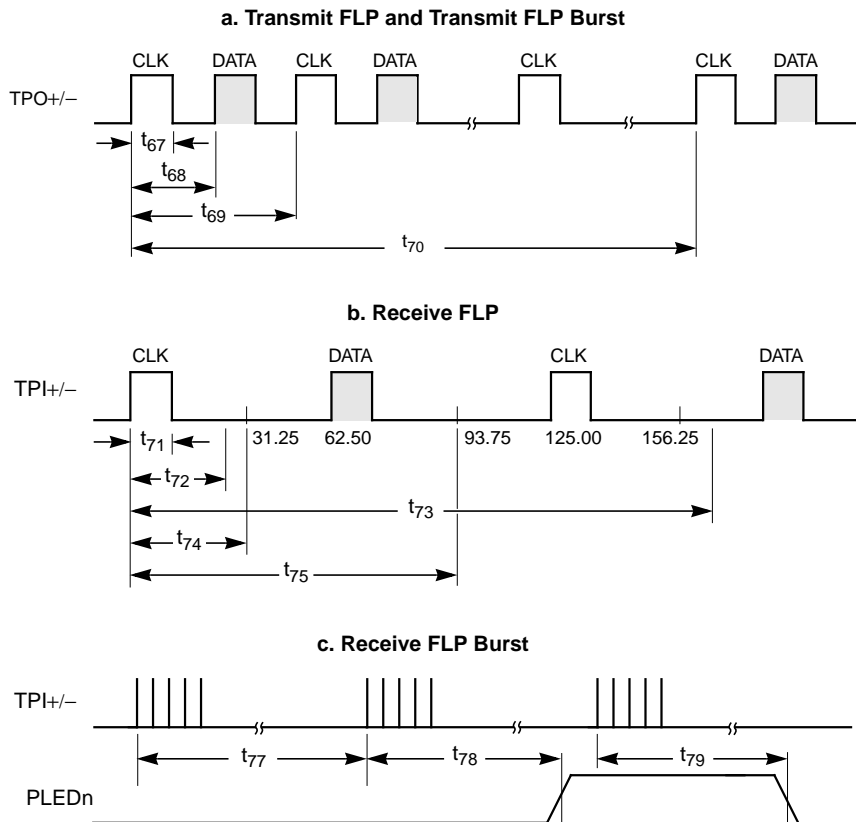 a. Transmit FLP and Transmit FLP Burst
CLK DATA CLK DATA CLK CLK DATA
TPO+/−
t67
t68
t69
t70
b. Receive FLP
CLK DATA CLK DATA
TPI+/−
31.25 62.50 93.75 125.00 156.25
t71
t72
t73
t74
t75
c. Receive FLP Burst
TPI+/−
t77 t78 t79
PLEDn